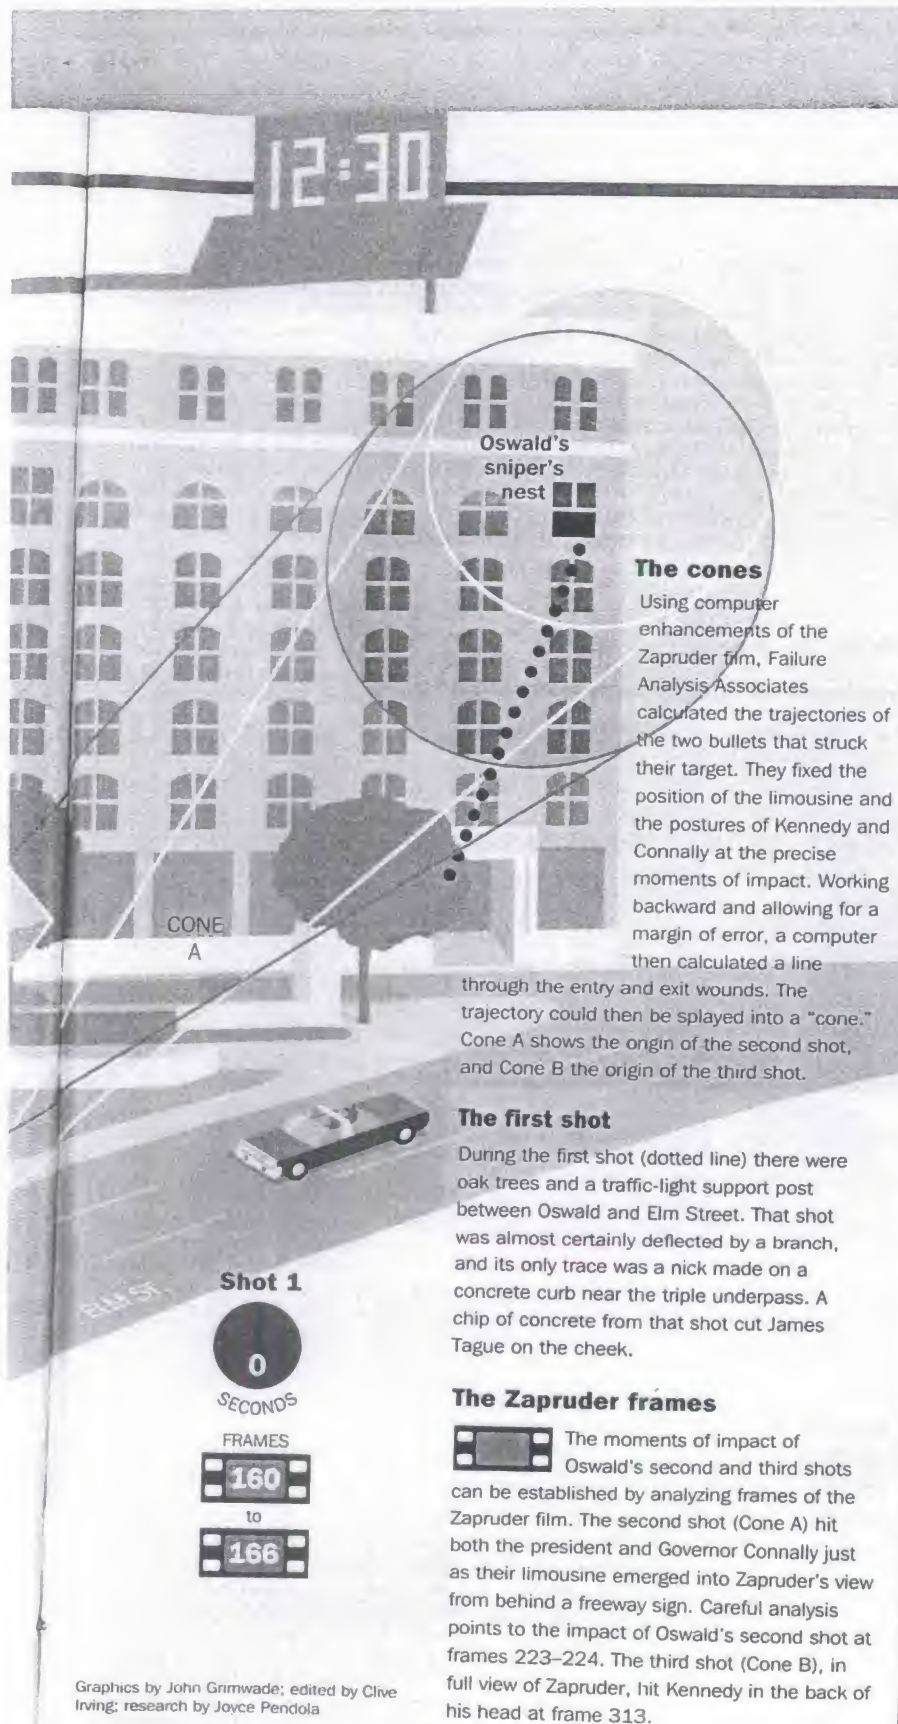 12:30
Oswald's
sniper's
nest
The cones
Using computer
enhancements of the
Zapruder film, Failure
Analysis Associates
calculated the trajectories of
the two bullets that struck
their target. They fixed the
position of the limousine and
the postures of Kennedy and
Connally at the precise
moments of impact. Working
backward and allowing for a
margin of error, a computer
then calculated a line
through the entry and exit wounds. The
trajectory could then be splayed into a "cone."
Cone A shows the origin of the second shot,
and Cone B the origin of the third shot.
CONE
A
The first shot
During the first shot (dotted line) there were
oak trees and a traffic-light support post
between Oswald and Elm Street. That shot
was almost certainly deflected by a branch,
and its only trace was a nick made on a
concrete curb near the triple underpass. A
chip of concrete from that shot cut James
Tague on the cheek.
ELM ST.
Shot 1
0
SECONDS
FRAMES
160
to
166
The Zapruder frames
The moments of impact of
Oswald's second and third shots
can be established by analyzing frames of the
Zapruder film. The second shot (Cone A) hit
both the president and Governor Connally just
as their limousine emerged into Zapruder's view
from behind a freeway sign. Careful analysis
points to the impact of Oswald's second shot at
frames 223–224. The third shot (Cone B), in
full view of Zapruder, hit Kennedy in the back of
his head at frame 313.
Graphics by John Grimwade; edited by Clive
Irving; research by Joyce Pendola